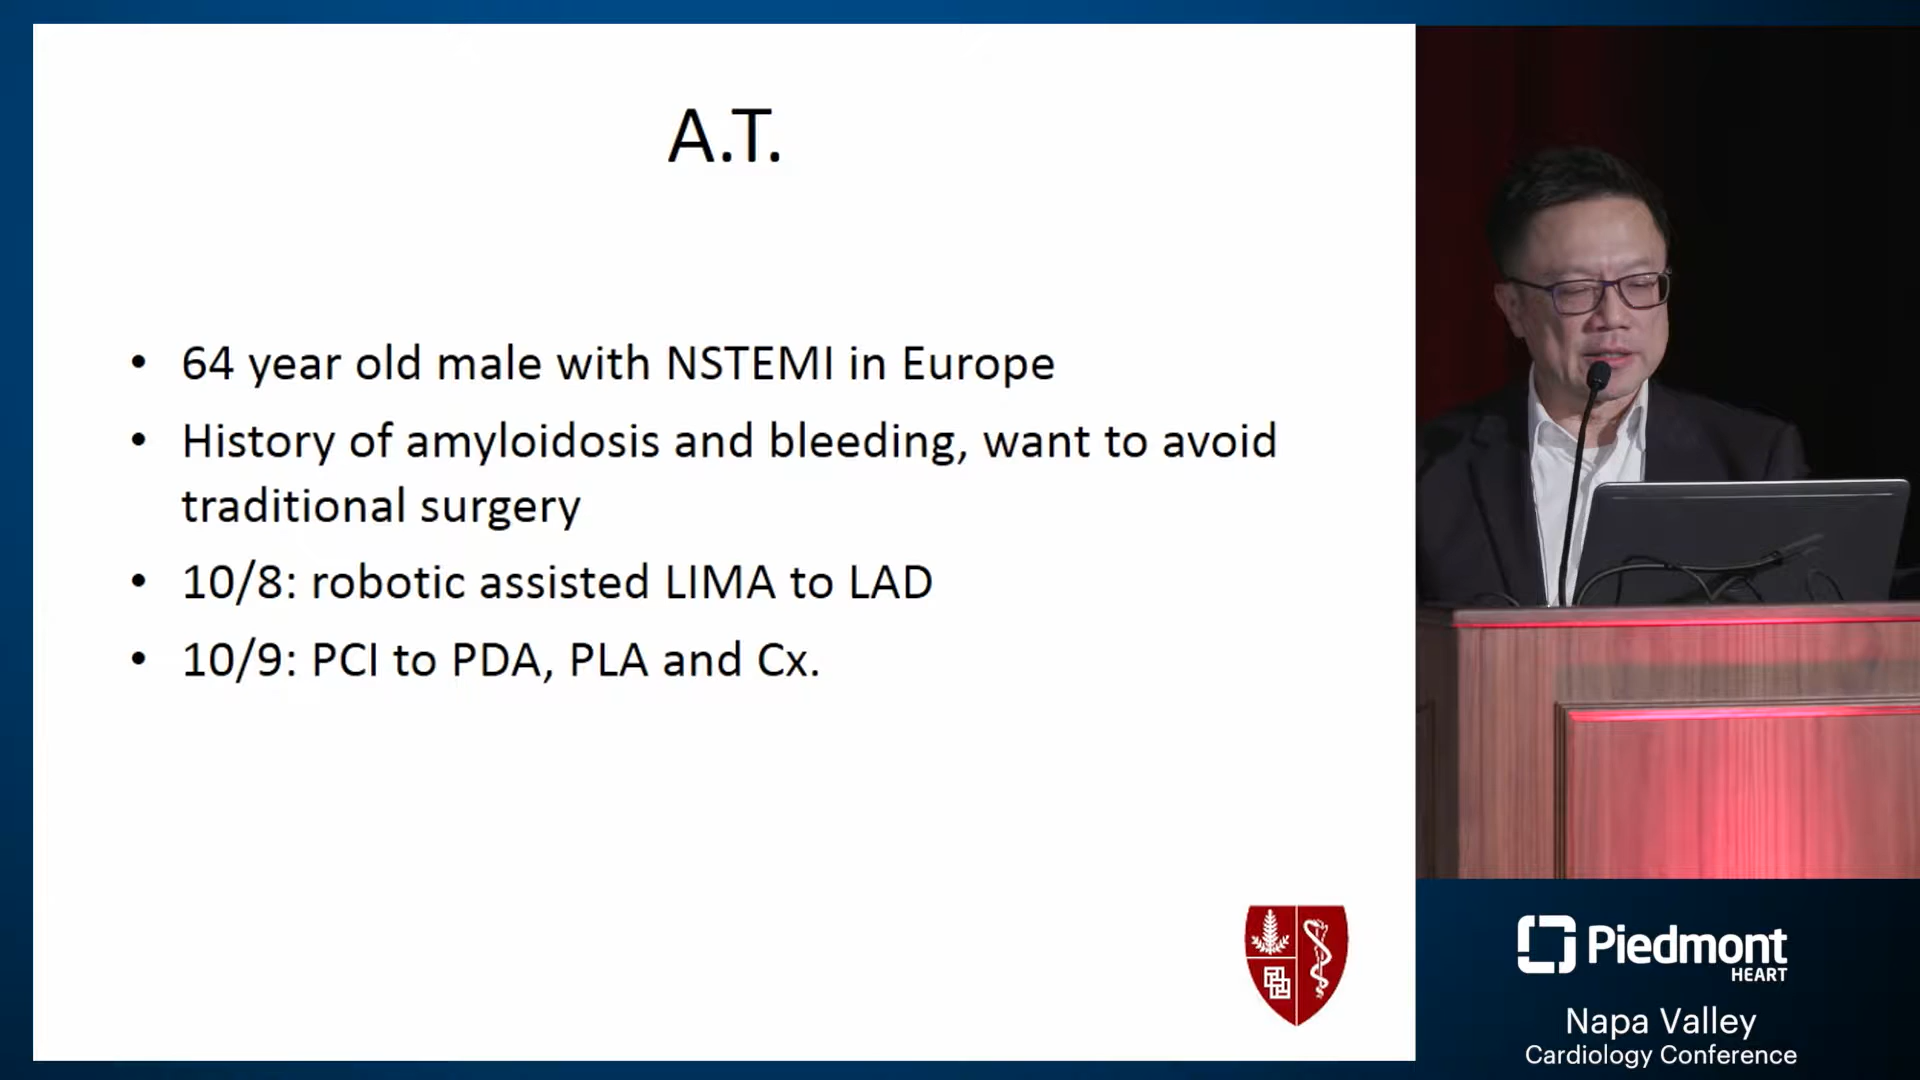 A.T.
• 64 year old male with NSTEMI in Europe
• History of amyloidosis and bleeding, want to avoid
traditional surgery
• 10/8: robotic assisted LIMA to LAD
• 10/9: PCI to PDA, PLA and Cx.
Piedmont
HEART
Napa Valley
Cardiology Conference